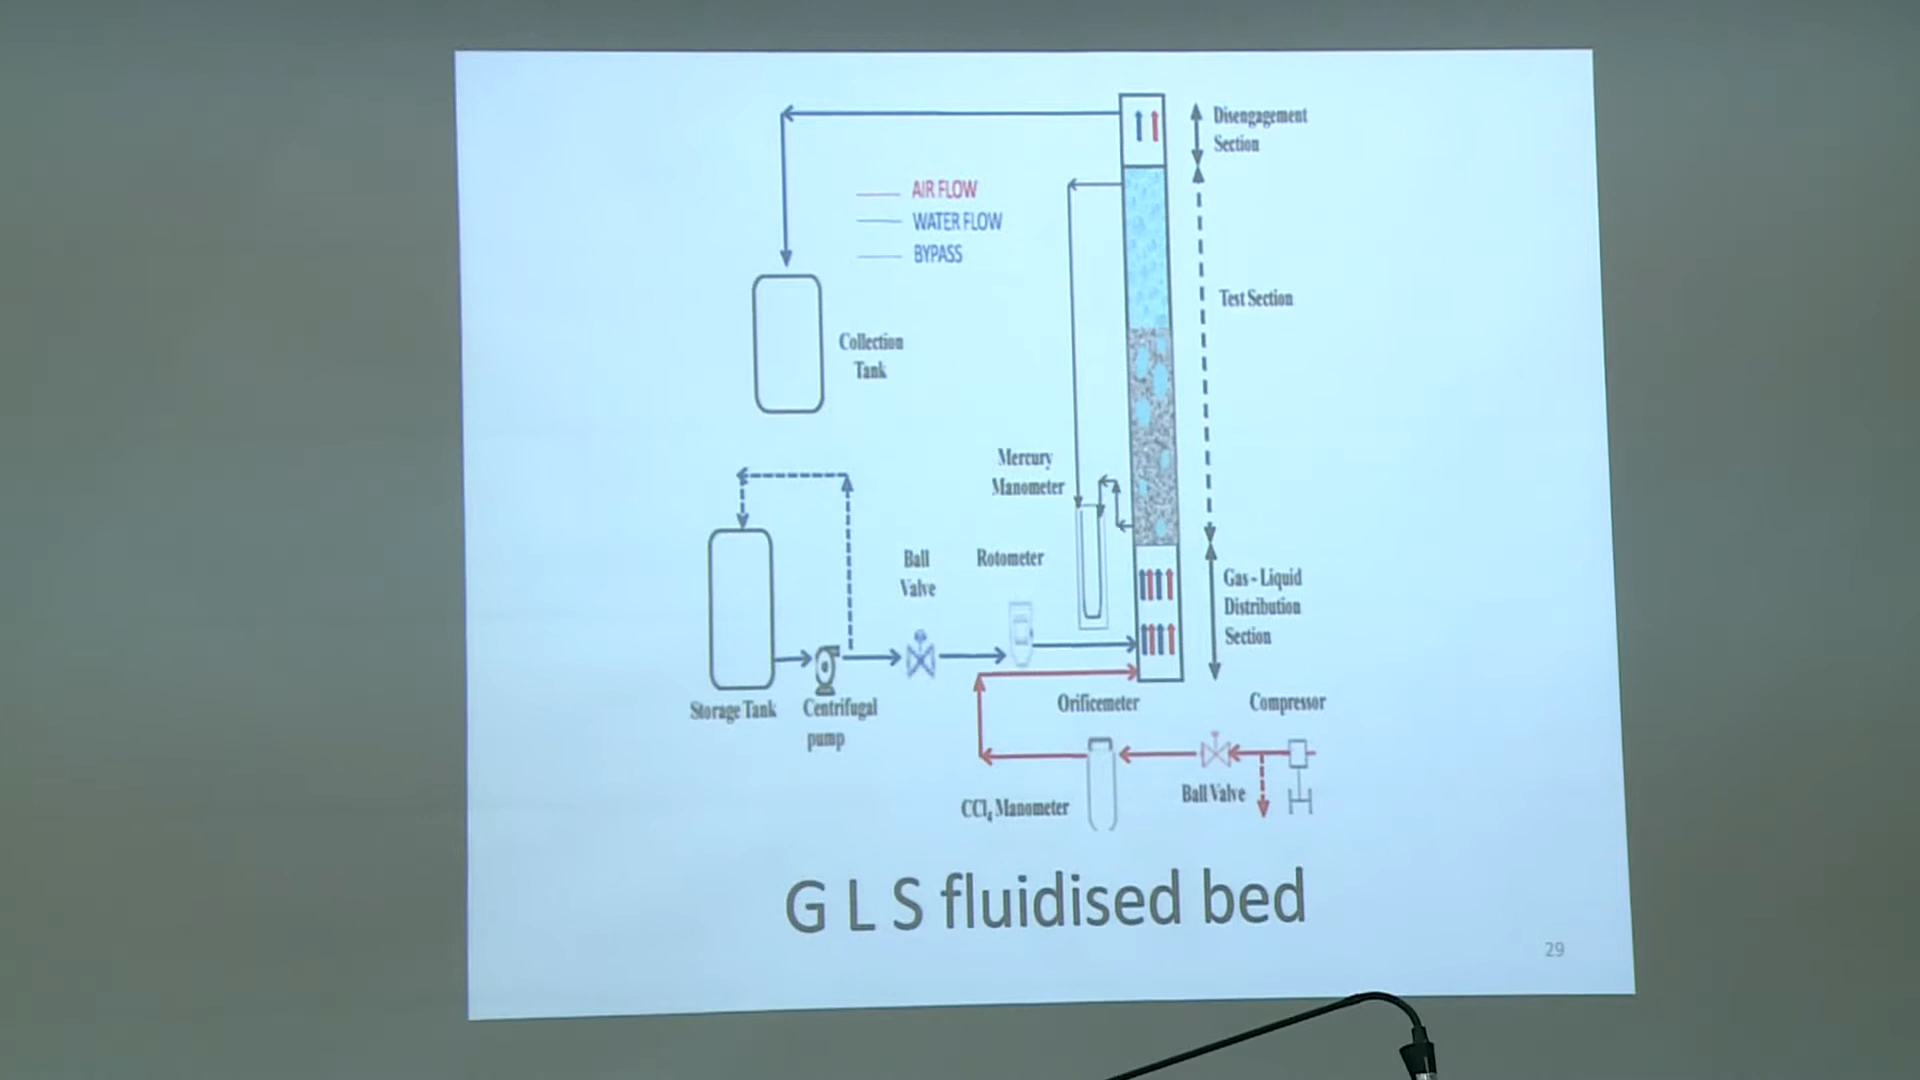 Disengagement
Section
AIR FLOW
WATER FLOW
BYPASS
Test Section
Collection
Tank
Mercury
Manometer
Ball
Valve
Rotometer
Gas - Liquid
Distribution
Section
Storage Tank
Centrifugal
pump
Orificemeter
Compressor
Ball Valve
CCl₄ Manometer
G L S fluidised bed
29